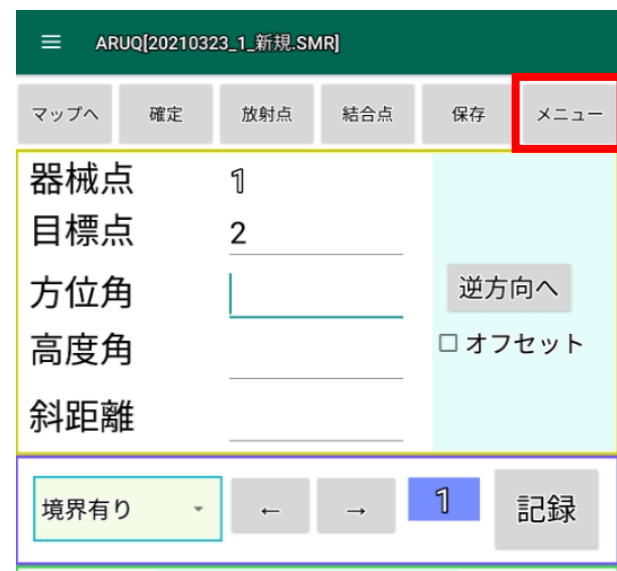 ARUQ[20210323_1_新規.SMR]
マップへ 確定 放射点 結合点 保存 メニュー
器械点 1
目標点 2
方位角 逆方向へ
高度角 オフセット
斜距離
境界有り ← → 1 記録